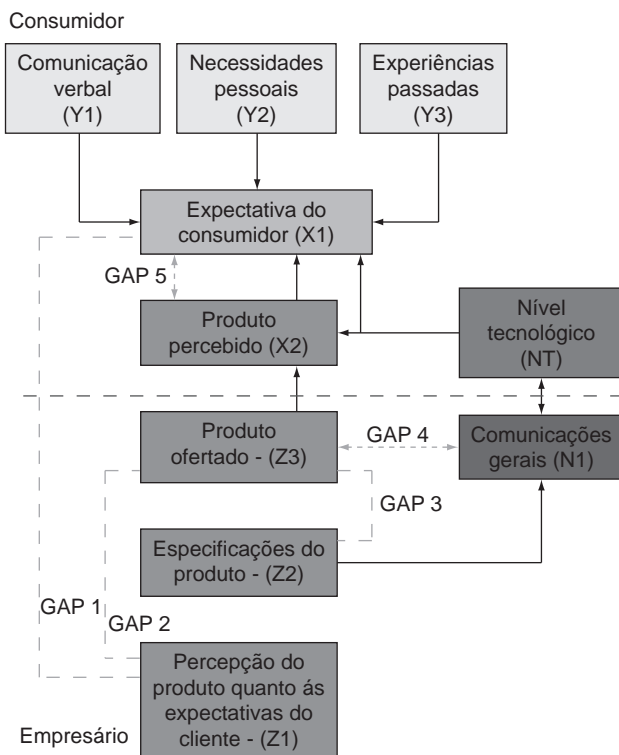 Consumidor
Comunicação
verbal
(Y1)
Necessidades
pessoais
(Y2)
Experiências
passadas
(Y3)
Expectativa do
consumidor (X1)
GAP 5
Produto
percebido (X2)
Nível
tecnológico
(NT)
Produto
ofertado - (Z3)
GAP 4
Comunicações
gerais (N1)
GAP 3
Especificações do
produto - (Z2)
GAP 1
GAP 2
Percepção do
produto quanto ás
expectativas do
cliente - (Z1)
Empresário